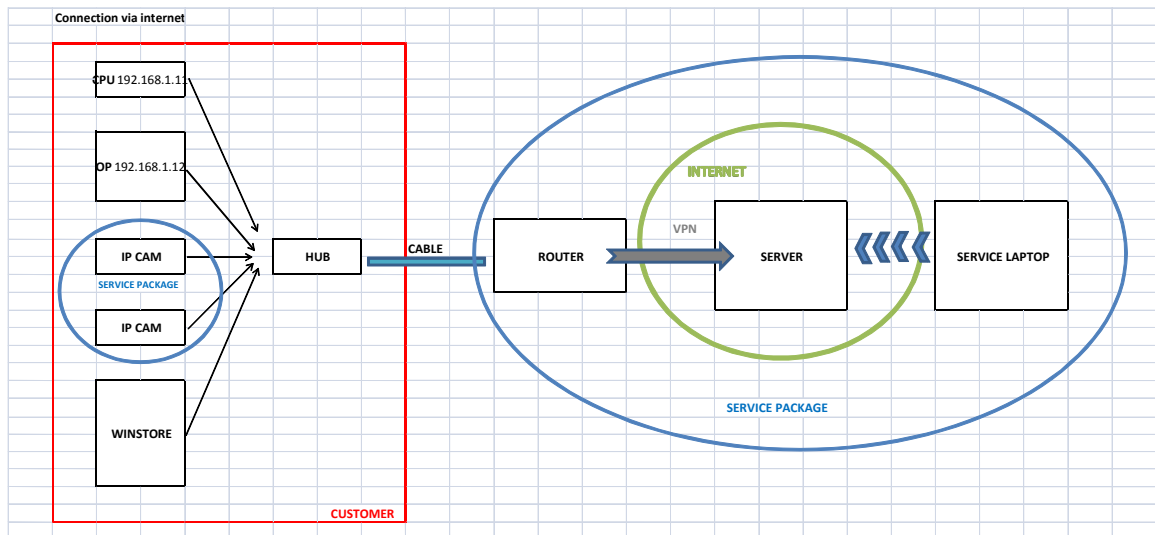 Connection via internet
CPU 192.168.1.11
OP 192.168.1.12
IP CAM
SERVICE PACKAGE
IP CAM
WINSTORE
HUB
CUSTOMER
CABLE
ROUTER
INTERNET
VPN
SERVER
SERVICE LAPTOP
SERVICE PACKAGE